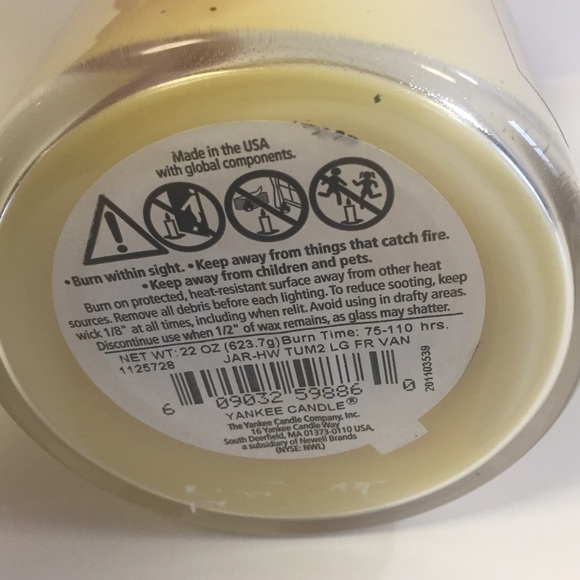 Made in the USA
with global components.
• Burn within sight. • Keep away from things that catch fire.
• Keep away from children and pets.
Burn on protected, heat-resistant surface away from other heat
sources. Remove all debris before each lighting. To reduce sooting, keep
wick 1/8" at all times, including when relit. Avoid using in drafty areas.
Discontinue use when 1/2" of wax remains, as glass may shatter.
NET WT: 22 OZ (623.7g) Burn Time: 75-110 hrs.
1125728 JAR-HW TUM2 LG FR VAN
6 09032 59886 0
201103539
YANKEE CANDLE®
The Yankee Candle Company, Inc.
16 Yankee Candle Way
South Deerfield, MA 01373-0110 USA,
a subsidiary of Newell Brands
(NYSE: NWL)